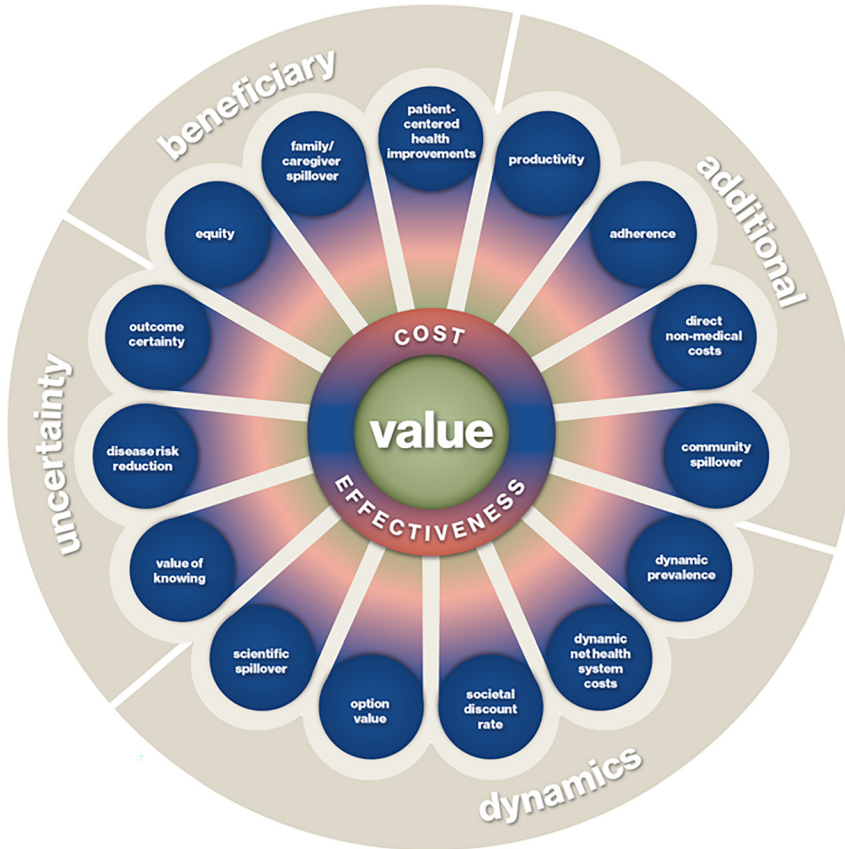 beneficiary
additional
uncertainty
dynamics
patient-
centered
health
improvements
productivity
adherence
direct
non-medical
costs
community
spillover
dynamic
prevalence
dynamic
net health
system
costs
societal
discount
rate
option
value
scientific
spillover
value of
knowing
disease risk
reduction
outcome
certainty
equity
family/
caregiver
spillover
COST
value
EFFECTIVENESS